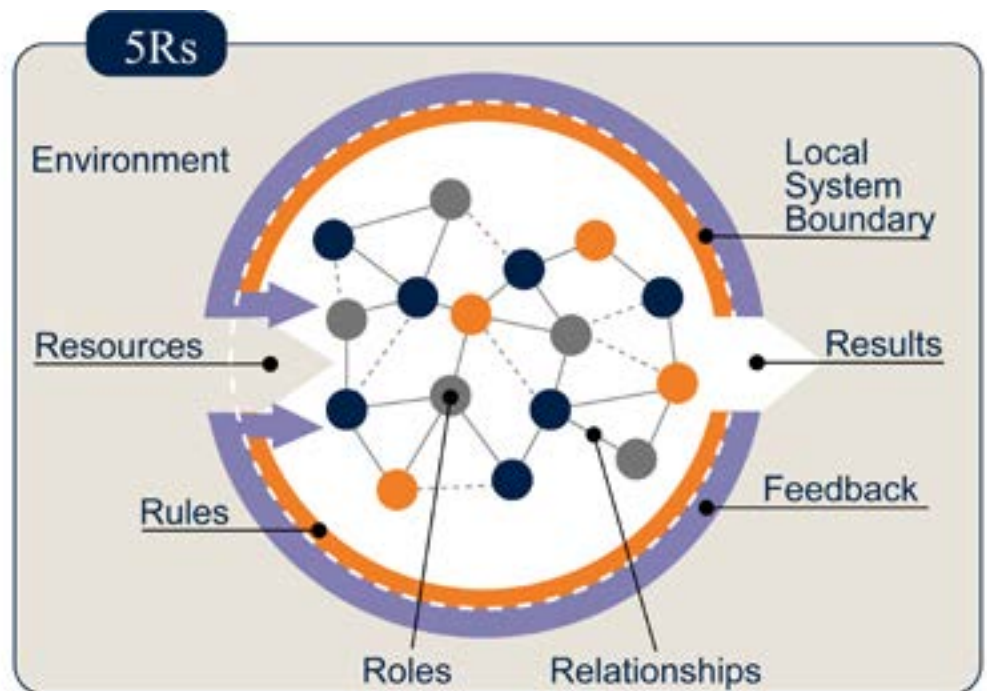 5Rs
Environment
Local
System
Boundary
Resources
Results
Rules
Feedback
Roles
Relationships